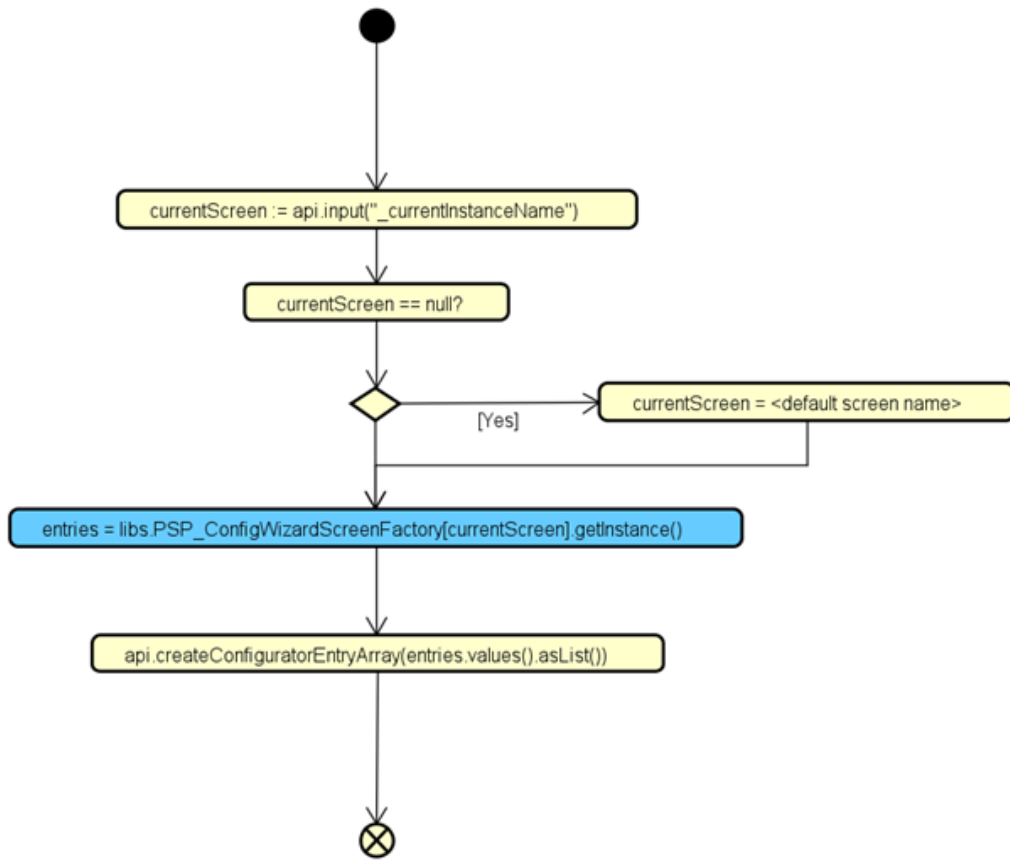 currentScreen := api.input("_currentInstanceName")
currentScreen == null?
[Yes]
currentScreen = <default screen name>
entries = libs.PSP_ConfigWizardScreenFactory[currentScreen].getInstance()
api.createConfiguratorEntryArray(entries.values().asList())